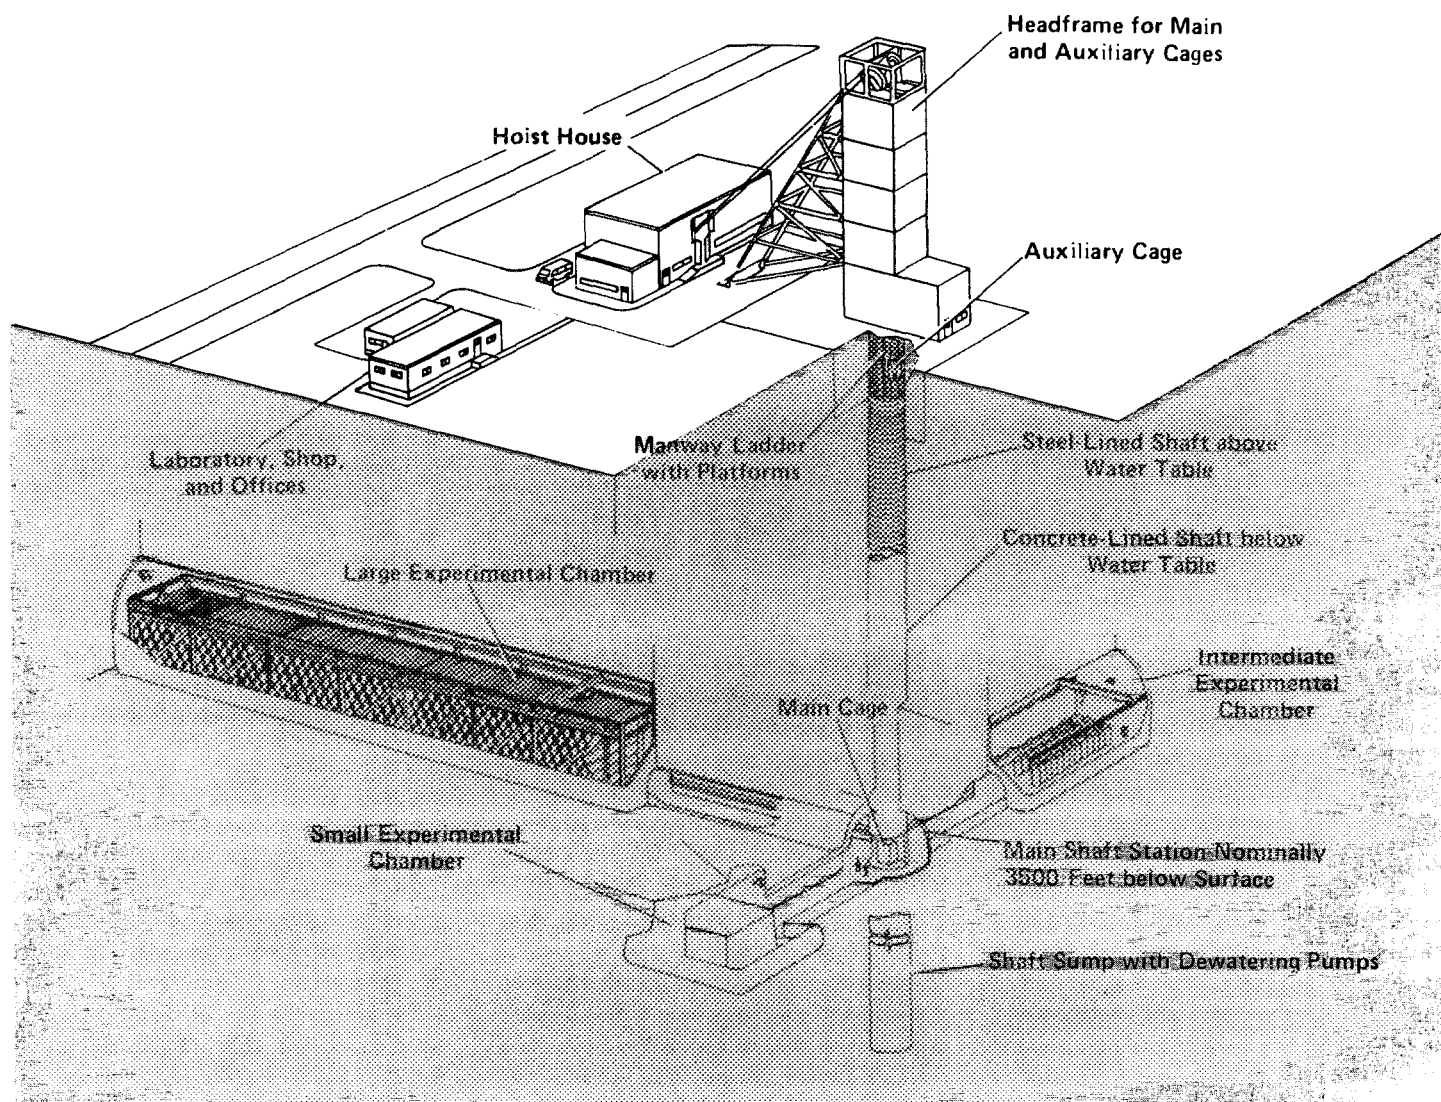 Headframe for Main
and Auxiliary Cages
Hoist House
Auxiliary Cage
Laboratory, Shop,
and Offices
Manway Ladder
with Platforms
Steel-Lined Shaft above
Water Table
Concrete-Lined Shaft below
Water Table
Large Experimental Chamber
Intermediate
Experimental
Chamber
Main Cage
Small Experimental
Chamber
Main Shaft Station-Nominally
3500 Feet below Surface
Shaft Sump with Dewatering Pumps